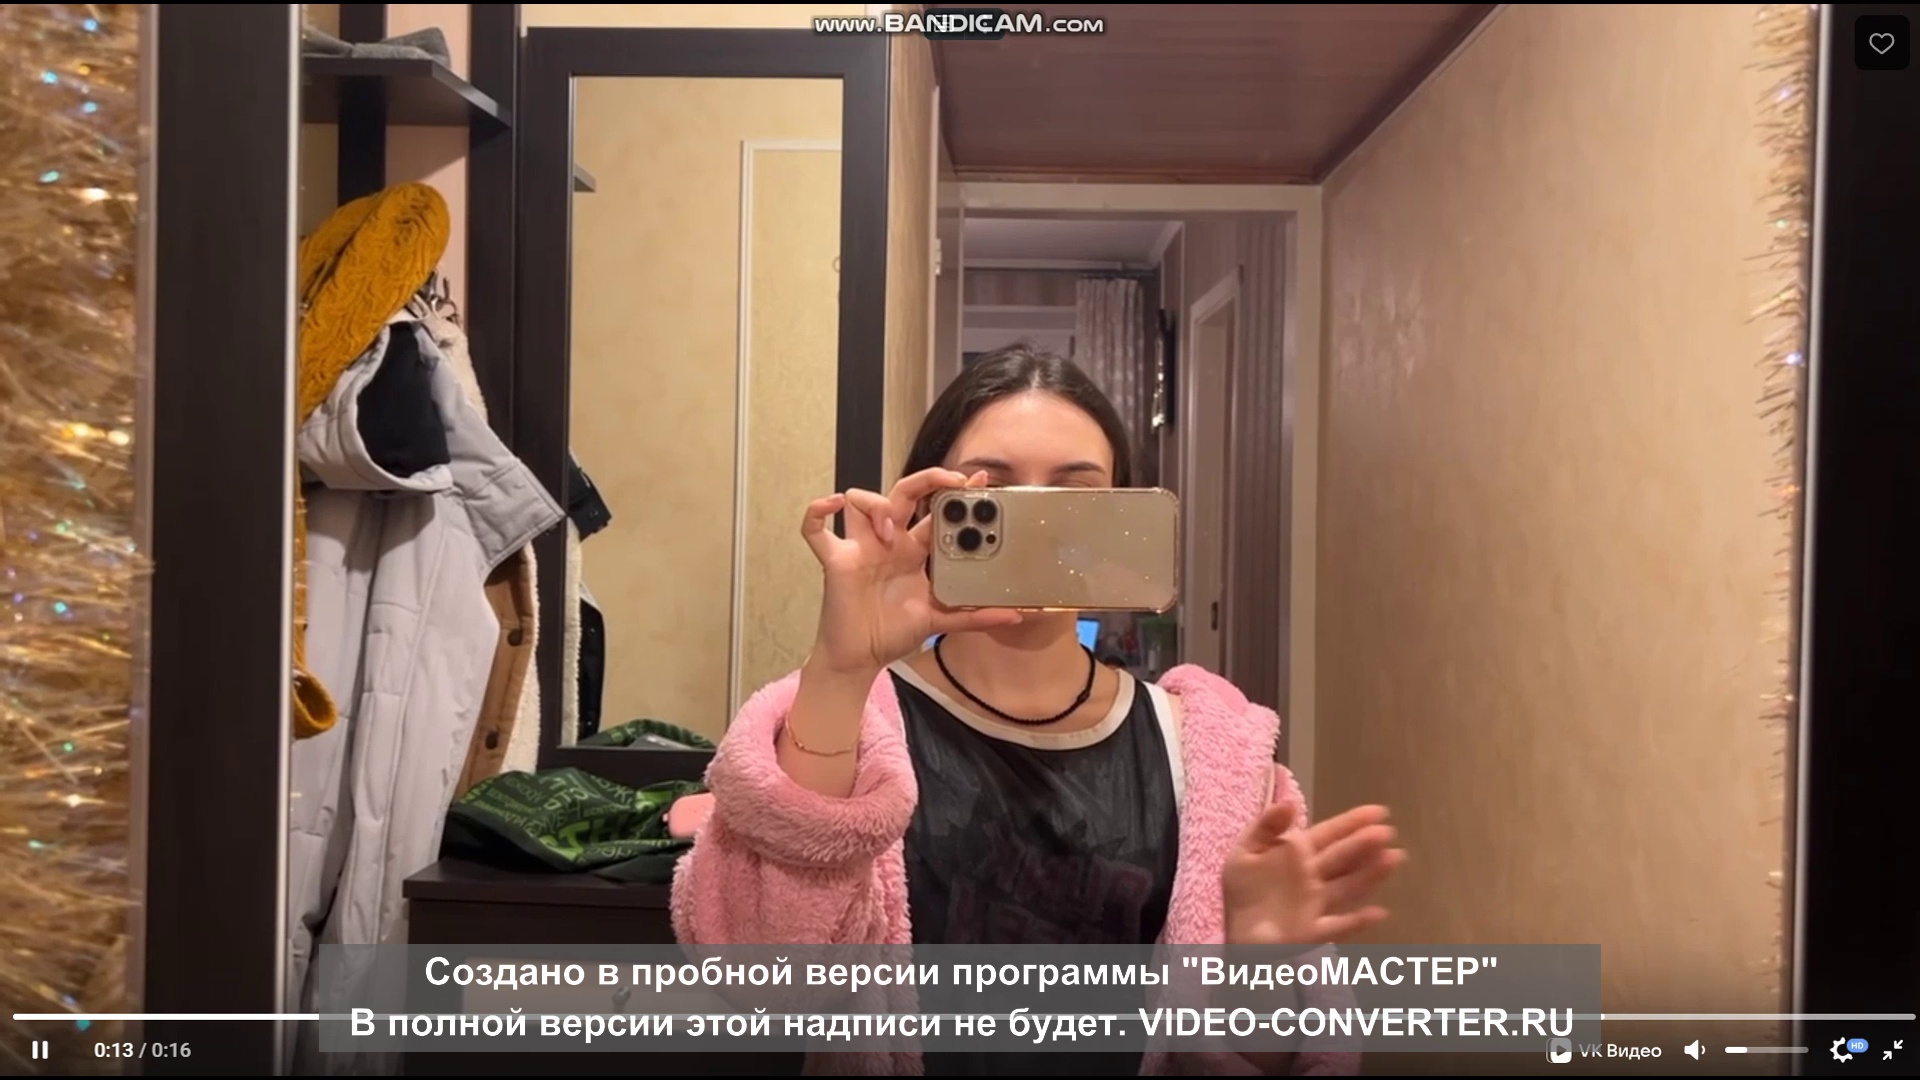 www.BANDICAM.com
Создано в пробной версии программы "ВидеоМАСТЕР"
В полной версии этой надписи не будет. VIDEO-CONVERTER.RU
0:13 / 0:16
VK Видео
HD